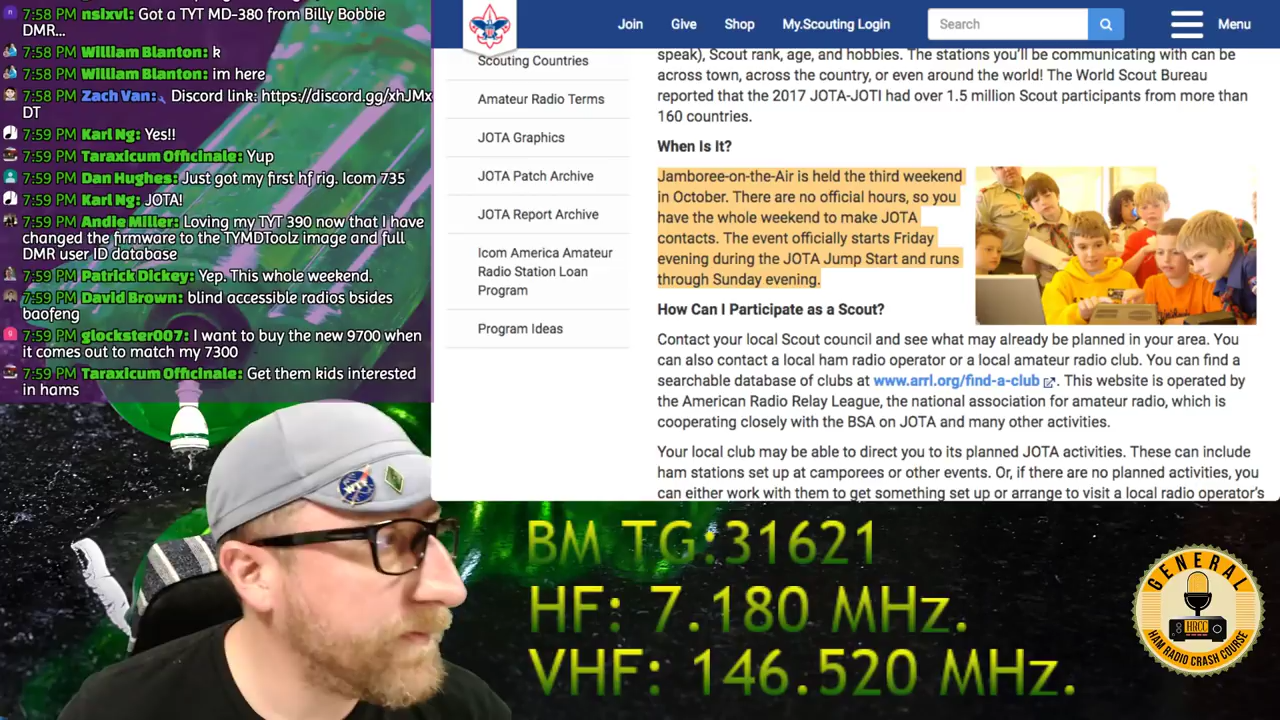 7:58 PM nslxvl: Got a TYT MD-380 from Billy Bobbie
DMR...
7:58 PM William Blanton: k
7:58 PM William Blanton: im here
7:58 PM Zach Van: Discord link: https://discord.gg/xhJMx
DT
7:59 PM Karl Ng: Yes!!
7:59 PM Taraxicum Officinale: Yup
7:59 PM Dan Hughes: Just got my first hf rig. Icom 735
7:59 PM Karl Ng: JOTA!
7:59 PM Andie Miller: Loving my TYT 390 now that I have
changed the firmware to the TYMDToolz image and full
DMR user ID database
7:59 PM Patrick Dickey: Yep. This whole weekend.
7:59 PM David Brown: blind accessible radios bsides
baofeng
7:59 PM glockster007: I want to buy the new 9700 when
it comes out to match my 7300
7:59 PM Taraxicum Officinale: Get them kids interested
in hams
Join Give Shop My.Scouting Login Search Menu
Scouting Countries
Amateur Radio Terms
JOTA Graphics
JOTA Patch Archive
JOTA Report Archive
Icom America Amateur
Radio Station Loan
Program
Program Ideas
speak), Scout rank, age, and hobbies. The stations you'll be communicating with can be
across town, across the country, or even around the world! The World Scout Bureau
reported that the 2017 JOTA-JOTI had over 1.5 million Scout participants from more than
160 countries.
When Is It?
Jamboree-on-the-Air is held the third weekend
in October. There are no official hours, so you
have the whole weekend to make JOTA
contacts. The event officially starts Friday
evening during the JOTA Jump Start and runs
through Sunday evening.
How Can I Participate as a Scout?
Contact your local Scout council and see what may already be planned in your area. You
can also contact a local ham radio operator or a local amateur radio club. You can find a
searchable database of clubs at www.arrl.org/find-a-club. This website is operated by
the American Radio Relay League, the national association for amateur radio, which is
cooperating closely with the BSA on JOTA and many other activities.
Your local club may be able to direct you to its planned JOTA activities. These can include
ham stations set up at camporees or other events. Or, if there are no planned activities, you
can either work with them to get something set up or arrange to visit a local radio operator's
BM TG:31621
HF: 7.180 MHz.
VHF: 146.520 MHz.
GENERAL
HRCC
HAM RADIO CRASH COURSE